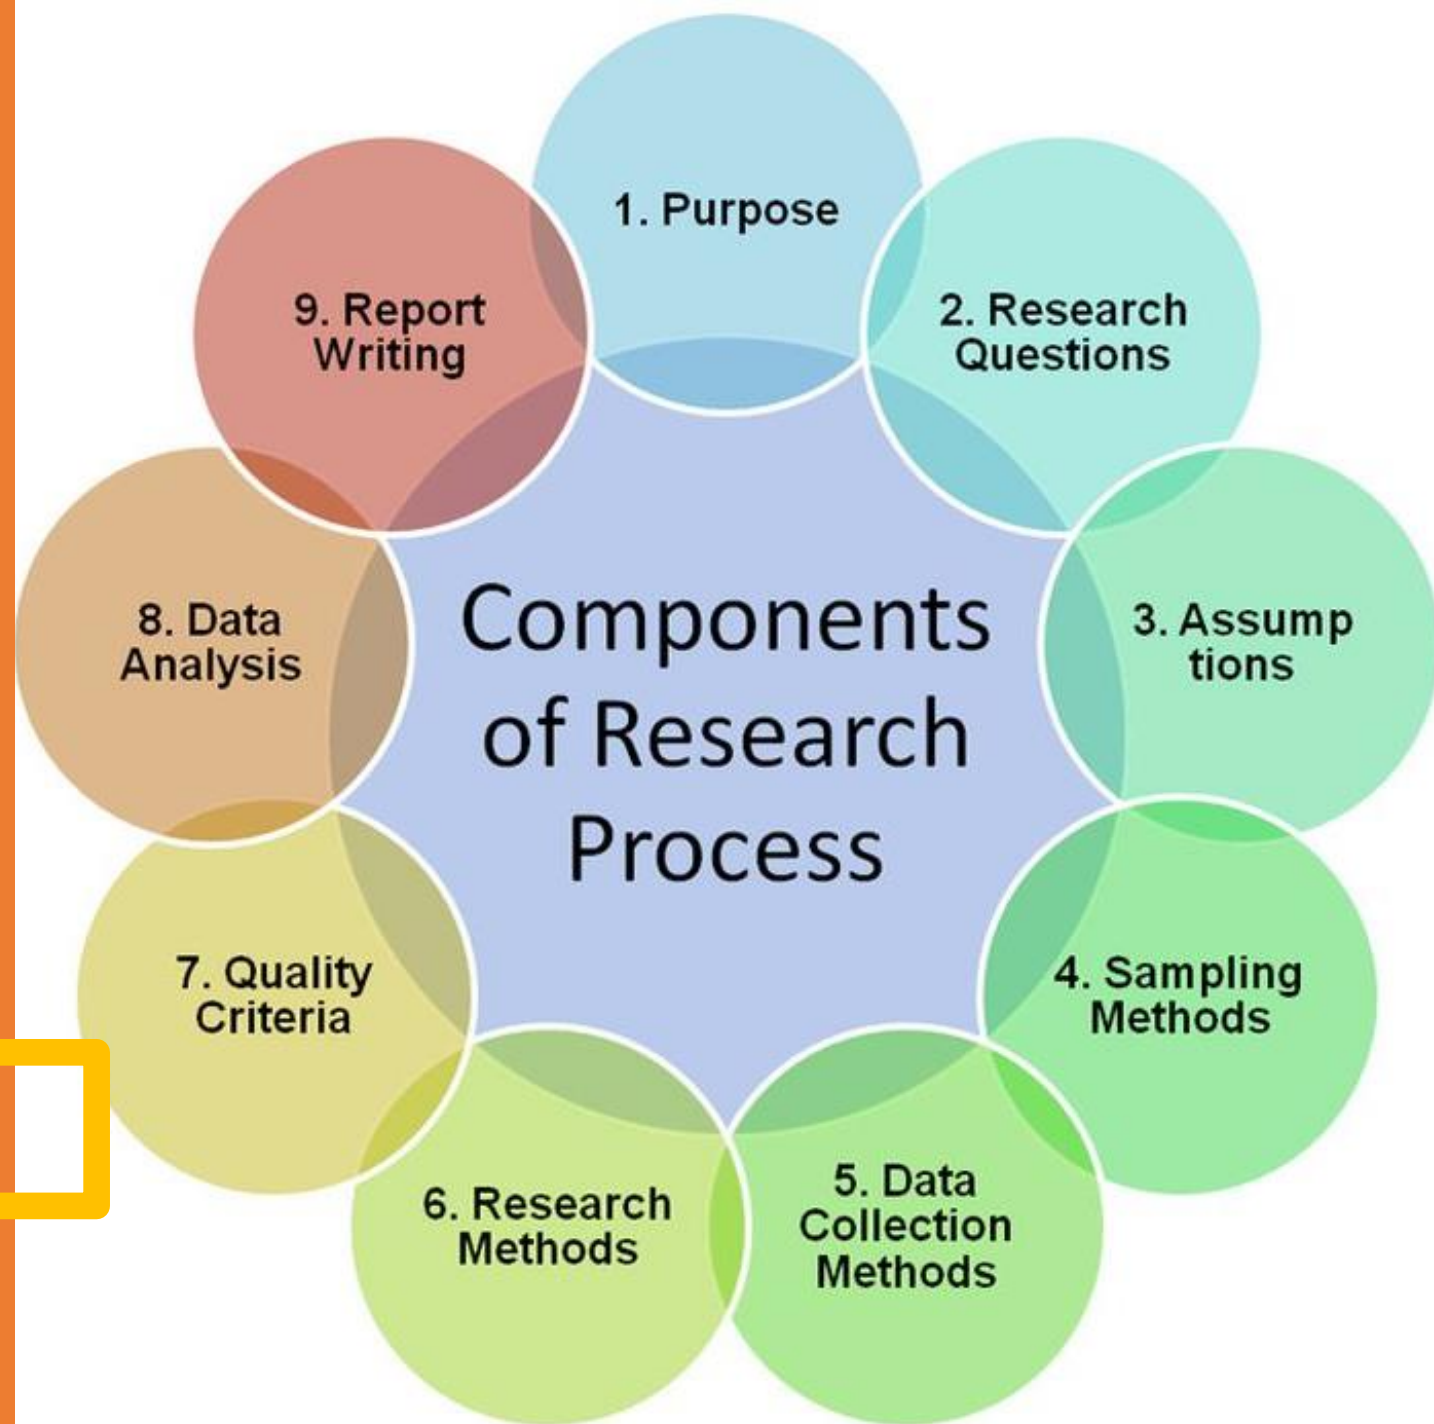 1. Purpose
2. Research
Questions
3. Assump
tions
4. Sampling
Methods
5. Data
Collection
Methods
6. Research
Methods
7. Quality
Criteria
8. Data
Analysis
9. Report
Writing
Components
of Research
Process